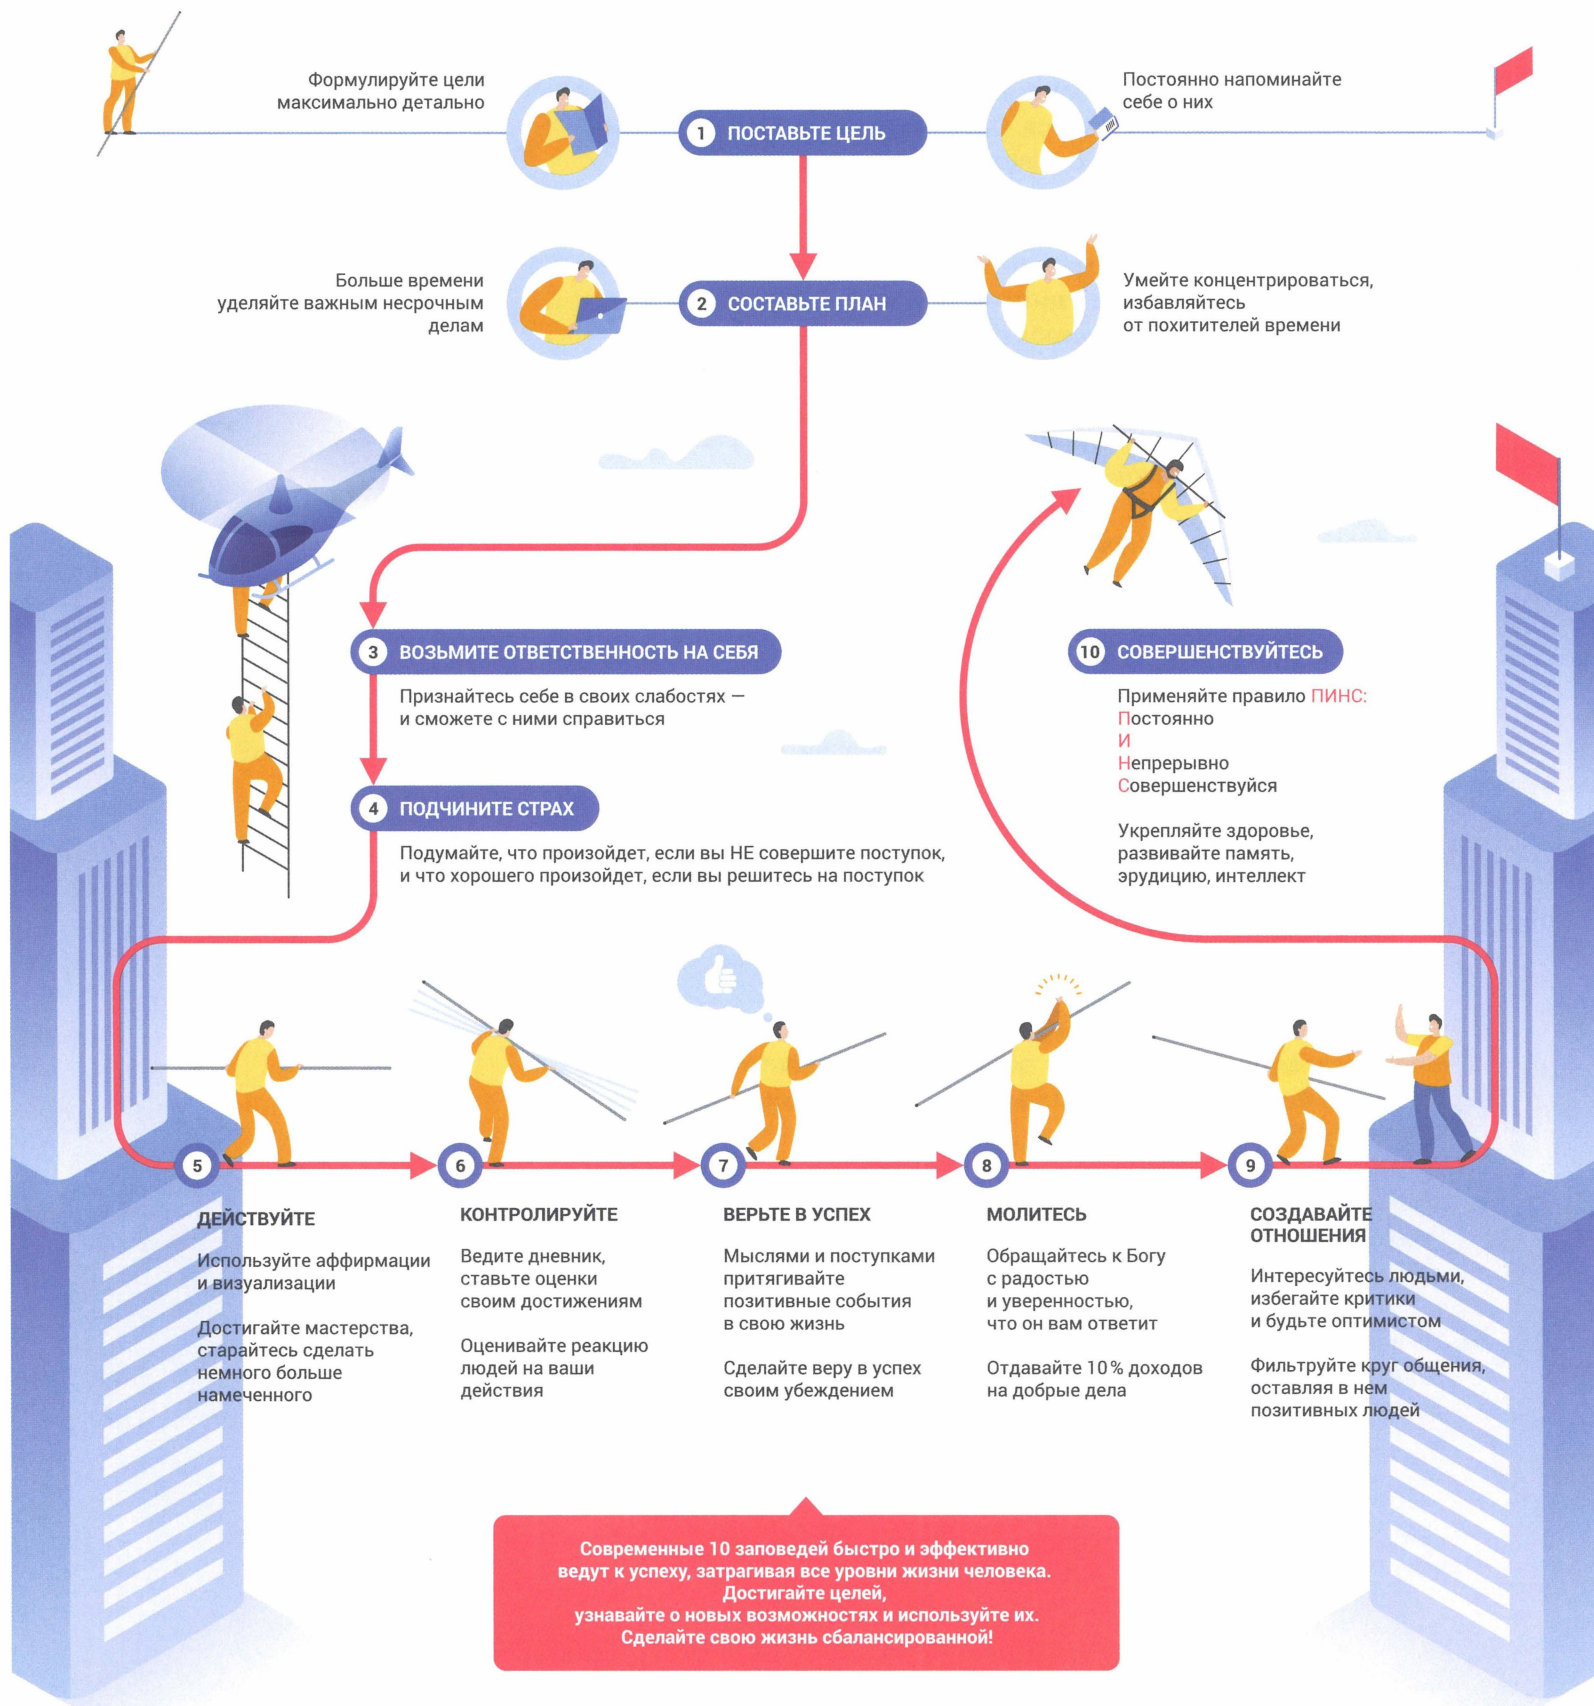 Формулируйте цели
максимально детально
1 ПОСТАВЬТЕ ЦЕЛЬ
Постоянно напоминайте
себе о них
Больше времени
уделяйте важным несрочным
делам
2 СОСТАВЬТЕ ПЛАН
Умейте концентрироваться,
избавляйтесь
от похитителей времени
3 ВОЗЬМИТЕ ОТВЕТСТВЕННОСТЬ НА СЕБЯ
Признайтесь себе в своих слабостях —
и сможете с ними справиться
4 ПОДЧИНИТЕ СТРАХ
Подумайте, что произойдет, если вы НЕ совершите поступок,
и что хорошего произойдет, если вы решитесь на поступок
5
ДЕЙСТВУЙТЕ
Используйте аффирмации
и визуализации
Достигайте мастерства,
старайтесь сделать
немного больше
намеченного
6
КОНТРОЛИРУЙТЕ
Ведите дневник,
ставьте оценки
своим достижениям
Оценивайте реакцию
людей на ваши
действия
7
ВЕРЬТЕ В УСПЕХ
Мыслями и поступками
притягивайте
позитивные события
в свою жизнь
Сделайте веру в успех
своим убеждением
8
МОЛИТЕСЬ
Обращайтесь к Богу
с радостью
и уверенностью,
что он вам ответит
Отдавайте 10 % доходов
на добрые дела
9
СОЗДАВАЙТЕ
ОТНОШЕНИЯ
Интересуйтесь людьми,
избегайте критики
и будьте оптимистом
Фильтруйте круг общения,
оставляя в нем
позитивных людей
10 СОВЕРШЕНСТВУЙТЕСЬ
Применяйте правило ПИНС:
Постоянно
И
Непрерывно
Совершенствуйся
Укрепляйте здоровье,
развивайте память,
эрудицию, интеллект
Современные 10 заповедей быстро и эффективно
ведут к успеху, затрагивая все уровни жизни человека.
Достигайте целей,
узнавайте о новых возможностях и используйте их.
Сделайте свою жизнь сбалансированной!